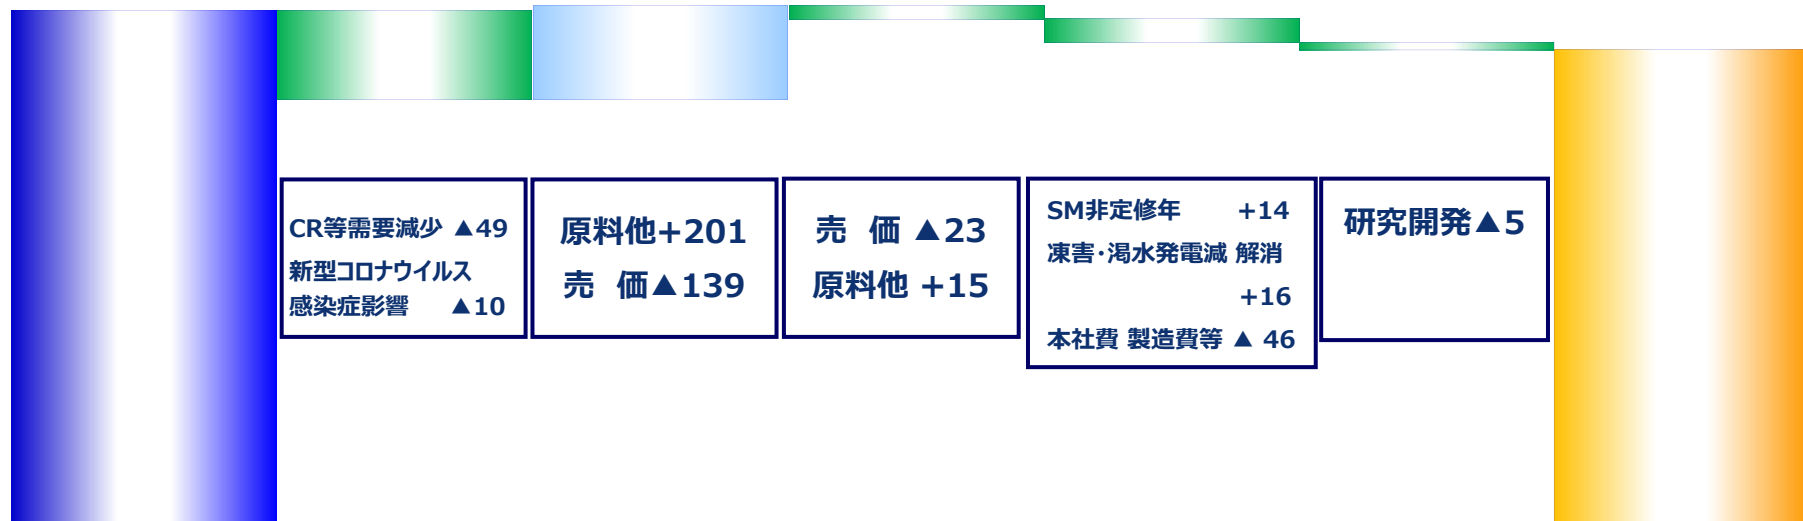 CR等需要減少 ▲49
新型コロナウイルス
感染症影響 ▲10
原料他+201
売 価▲139
売 価 ▲23
原料他 +15
SM非定修年 +14
凍害・渇水発電減 解消
+16
本社費 製造費等 ▲ 46
研究開発▲5